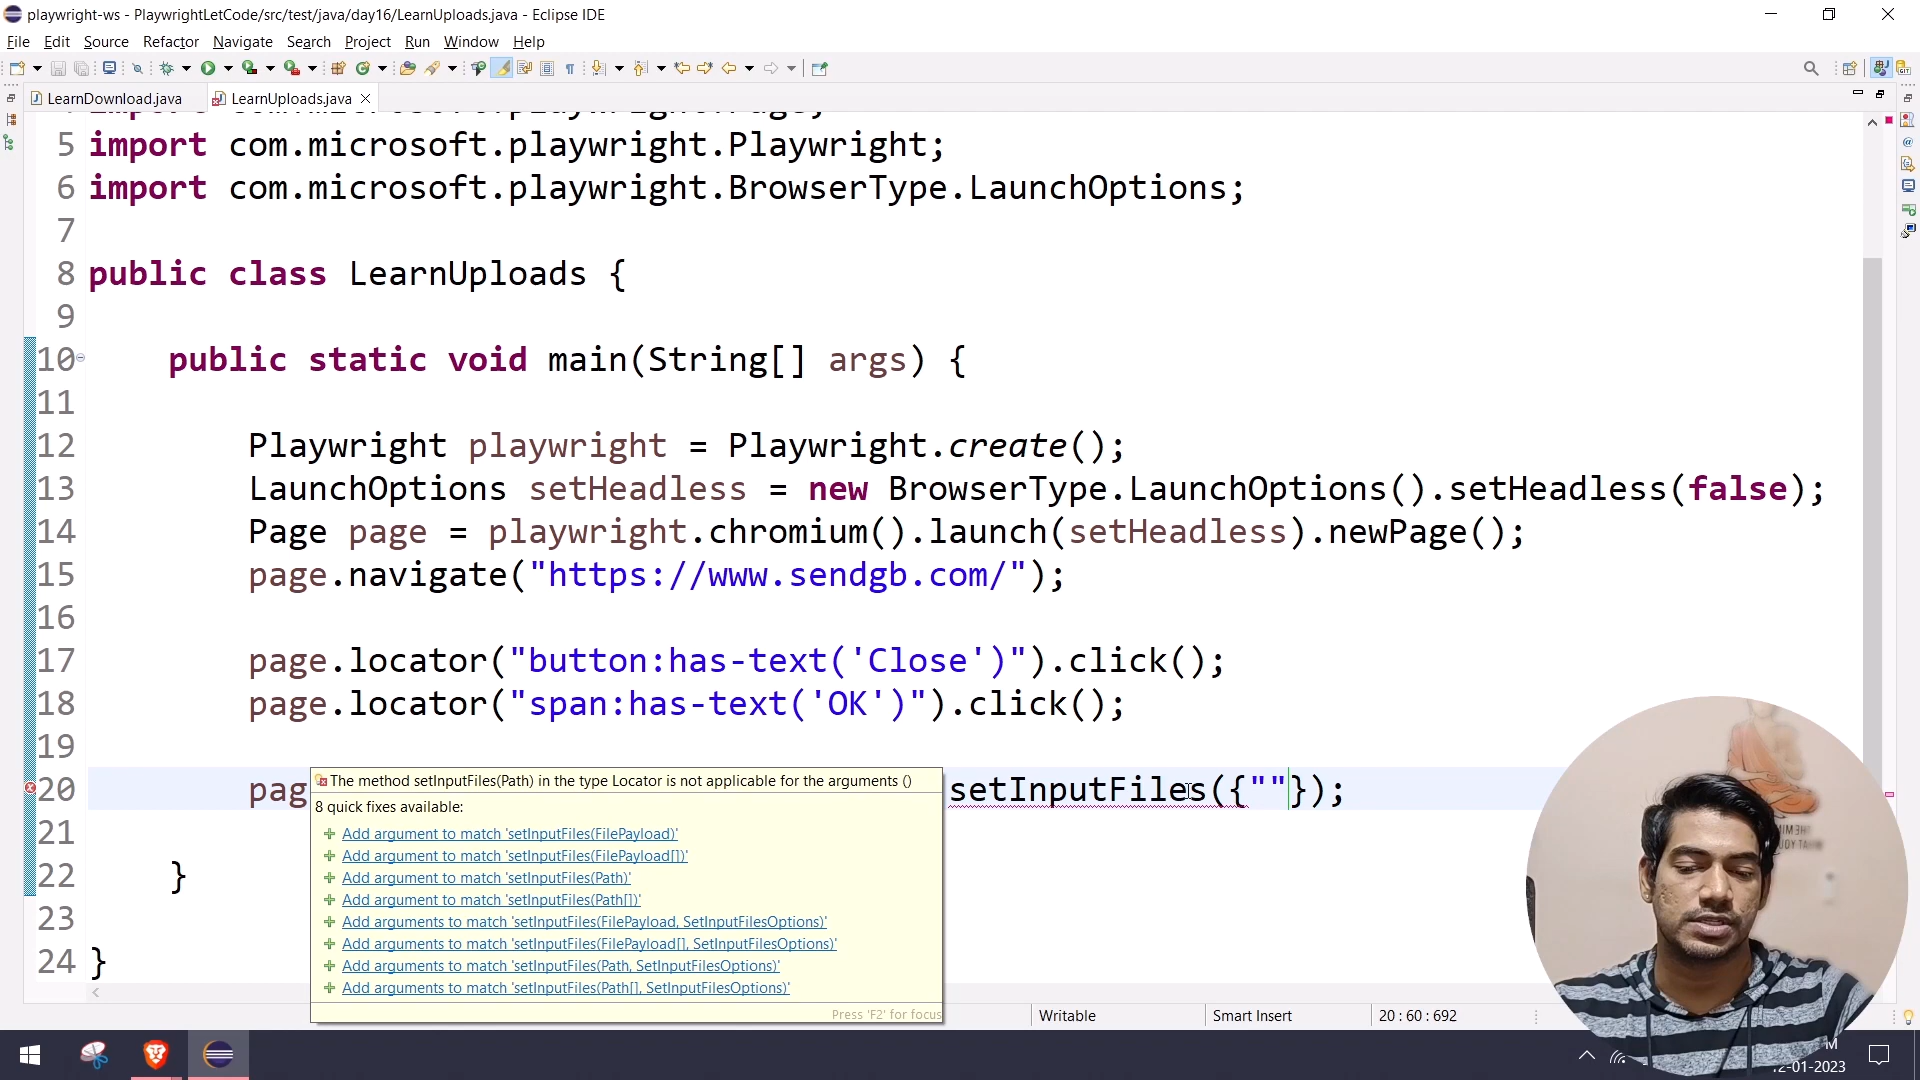 playwright-ws - PlaywrightLetCode/src/test/java/day16/LearnUploads.java - Eclipse IDE
File Edit Source Refactor Navigate Search Project Run Window Help
LearnDownload.java LearnUploads.java
5 import com.microsoft.playwright.Playwright;
6 import com.microsoft.playwright.BrowserType.LaunchOptions;
7
8 public class LearnUploads {
9
10 public static void main(String[] args) {
11
12 Playwright playwright = Playwright.create();
13 LaunchOptions setHeadless = new BrowserType.LaunchOptions().setHeadless(false);
14 Page page = playwright.chromium().launch(setHeadless).newPage();
15 page.navigate("https://www.sendgb.com/");
16
17 page.locator("button:has-text('Close')").click();
18 page.locator("span:has-text('OK')").click();
19
20 pag setInputFiles({""});
The method setInputFiles(Path) in the type Locator is not applicable for the arguments ()
8 quick fixes available:
Add argument to match 'setInputFiles(FilePayload)'
Add argument to match 'setInputFiles(FilePayload[])'
Add argument to match 'setInputFiles(Path)'
Add argument to match 'setInputFiles(Path[])'
Add arguments to match 'setInputFiles(FilePayload, SetInputFilesOptions)'
Add arguments to match 'setInputFiles(FilePayload[], SetInputFilesOptions)'
Add arguments to match 'setInputFiles(Path, SetInputFilesOptions)'
Add arguments to match 'setInputFiles(Path[], SetInputFilesOptions)'
Press 'F2' for focus
21
22 }
23
24 }
Writable Smart Insert 20 : 60 : 692
M
2-01-2023